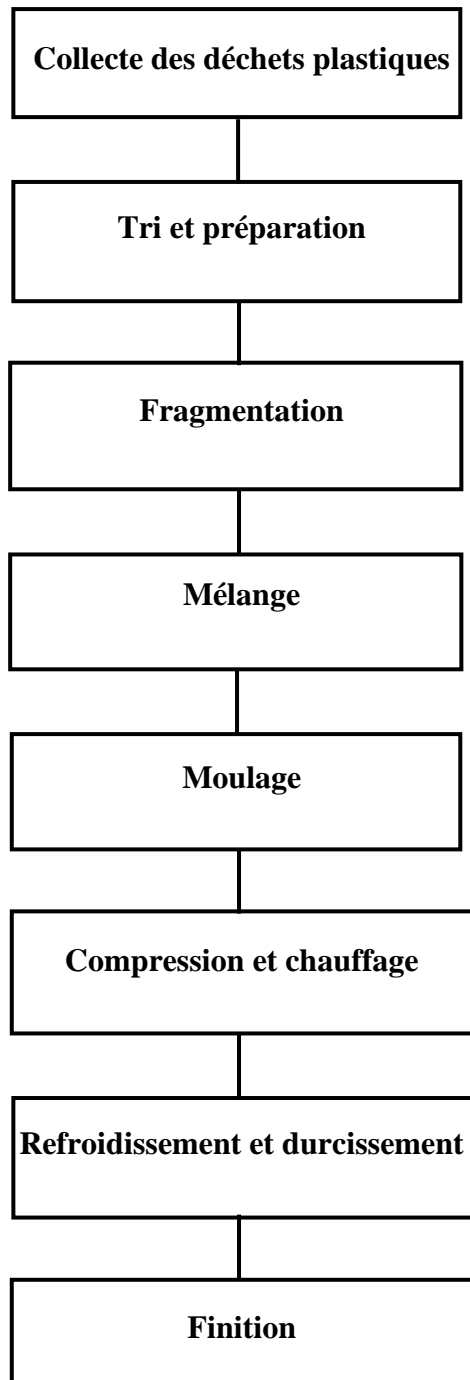 Collecte des déchets plastiques
Tri et préparation
Fragmentation
Mélange
Moulage
Compression et chauffage
Refroidissement et durcissement
Finition